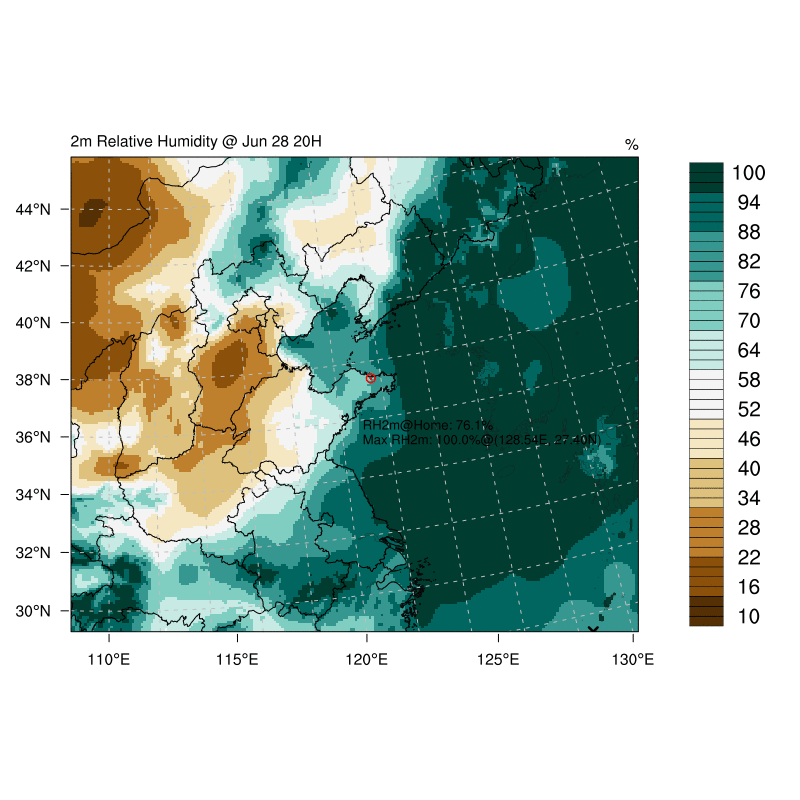 2m Relative Humidity @ Jun 28 20H
%
100
94
88
82
76
70
64
58
52
46
40
34
28
22
16
10
44°N
42°N
40°N
38°N
36°N
34°N
32°N
30°N
RH2m@Home: 76.1%
Max RH2m: 100.0%@(128.54E, 27.40N)
110°E
115°E
120°E
125°E
130°E